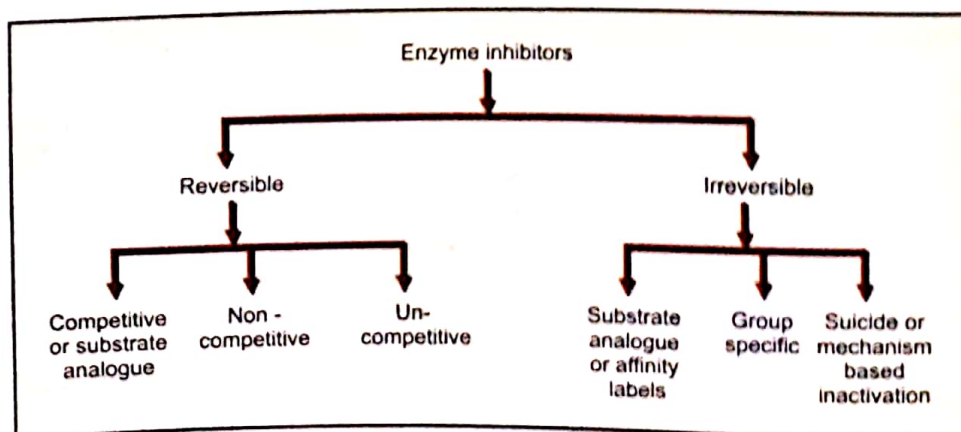 Enzyme inhibitors
Reversible
Irreversible
Competitive
or substrate
analogue
Non -
competitive
Un-
competitive
Substrate
analogue
or affinity
labels
Group
specific
Suicide or
mechanism
based
inactivation